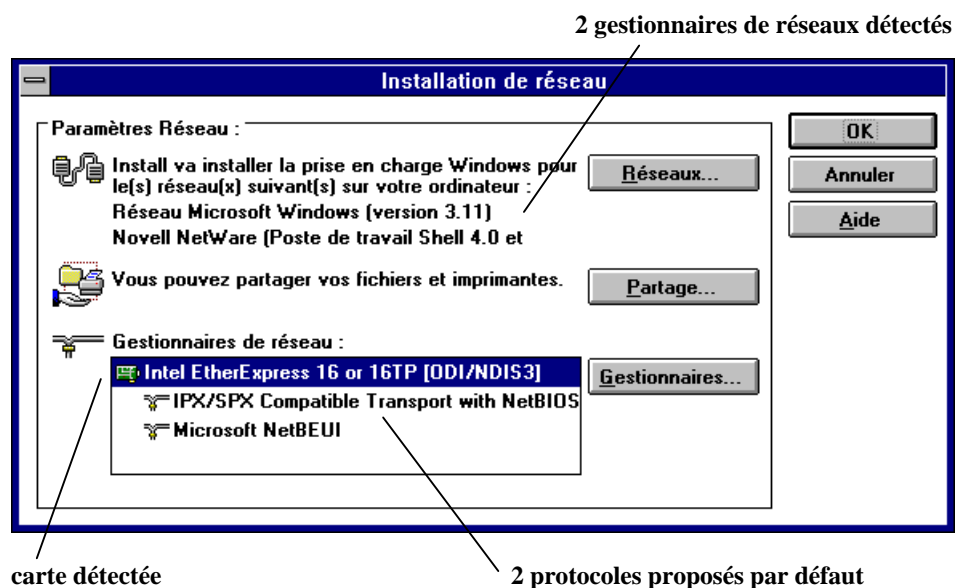 2 gestionnaires de réseaux détectés
Installation de réseau
Paramètres Réseau :
Install va installer la prise en charge Windows pour
le(s) réseau(x) suivant(s) sur votre ordinateur :
Réseau Microsoft Windows (version 3.11)
Novell NetWare (Poste de travail Shell 4.0 et
Réseaux...
Vous pouvez partager vos fichiers et imprimantes.
Partage...
Gestionnaires de réseau :
Intel EtherExpress 16 or 16TP [ODI/NDIS3]
IPX/SPX Compatible Transport with NetBIOS
Microsoft NetBEUI
Gestionnaires...
OK
Annuler
Aide
carte détectée
2 protocoles proposés par défaut